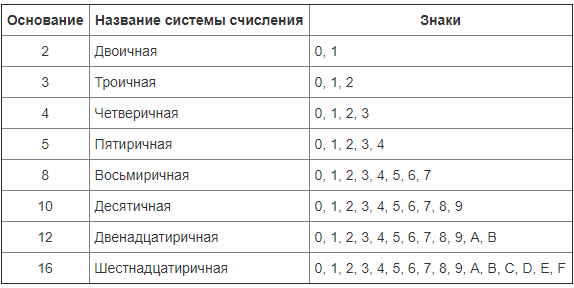 Основание Название системы счисления Знаки
2 Двоичная 0, 1
3 Троичная 0, 1, 2
4 Четверичная 0, 1, 2, 3
5 Пятиричная 0, 1, 2, 3, 4
8 Восьмиричная 0, 1, 2, 3, 4, 5, 6, 7
10 Десятичная 0, 1, 2, 3, 4, 5, 6, 7, 8, 9
12 Двенадцатиричная 0, 1, 2, 3, 4, 5, 6, 7, 8, 9, A, B
16 Шестнадцатиричная 0, 1, 2, 3, 4, 5, 6, 7, 8, 9, A, B, C, D, E, F